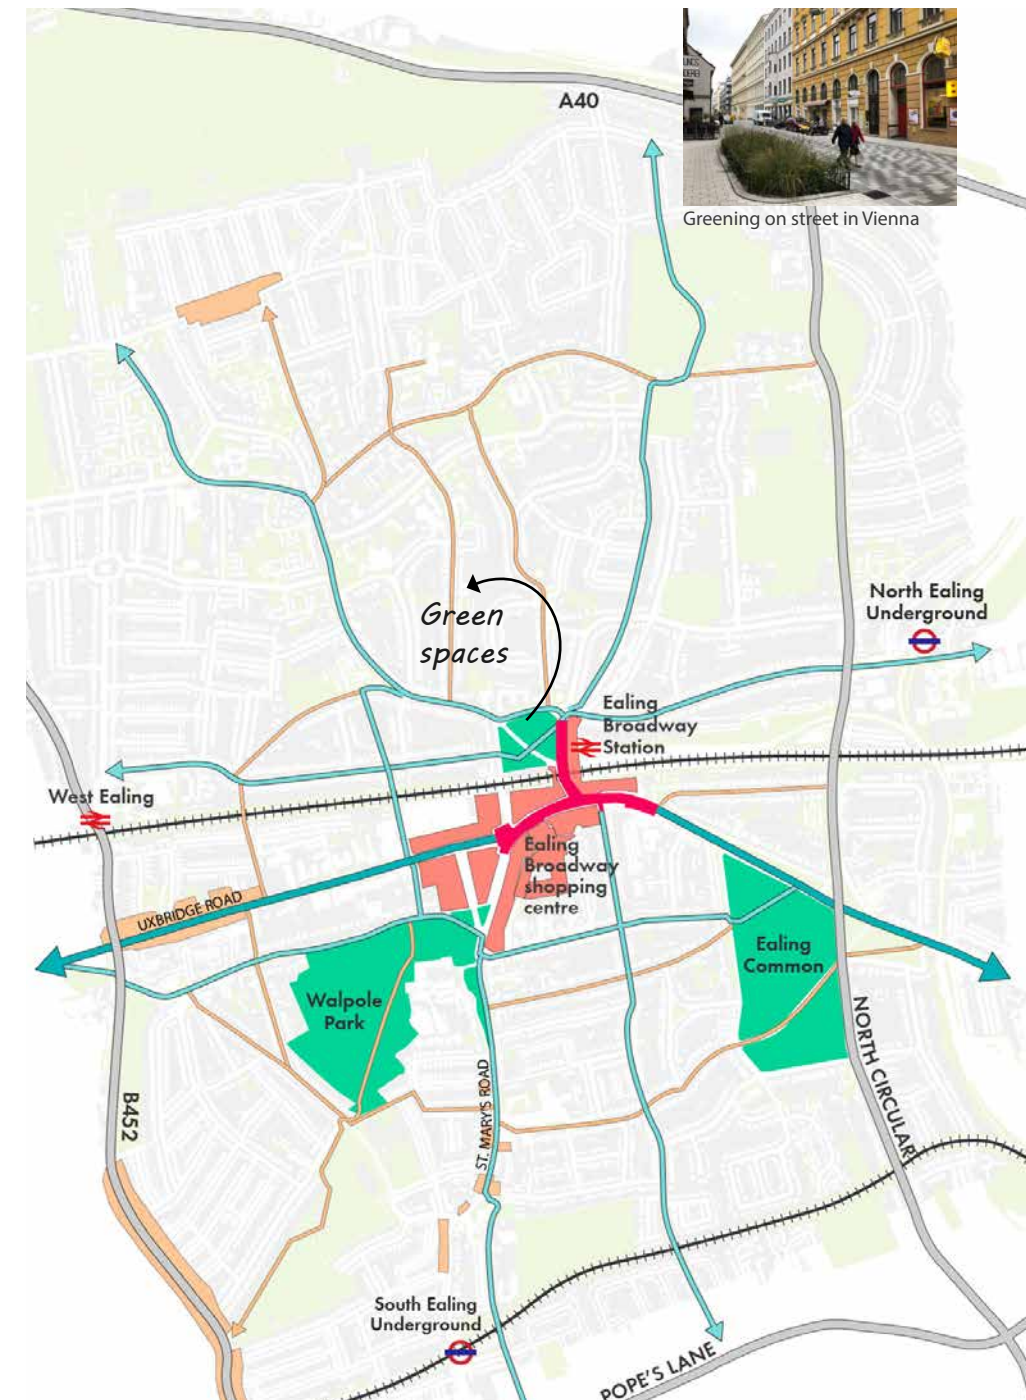 A40
LUNGS
Greening on street in Vienna
North Ealing
Underground
Green
spaces
Ealing
Broadway
Station
West Ealing
Ealing
Broadway
shopping
centre
UXBRIDGE ROAD
Ealing
Common
Walpole
Park
NORTH CIRCULAR
ST. MARY'S ROAD
B452
South Ealing
Underground
POPE'S LANE